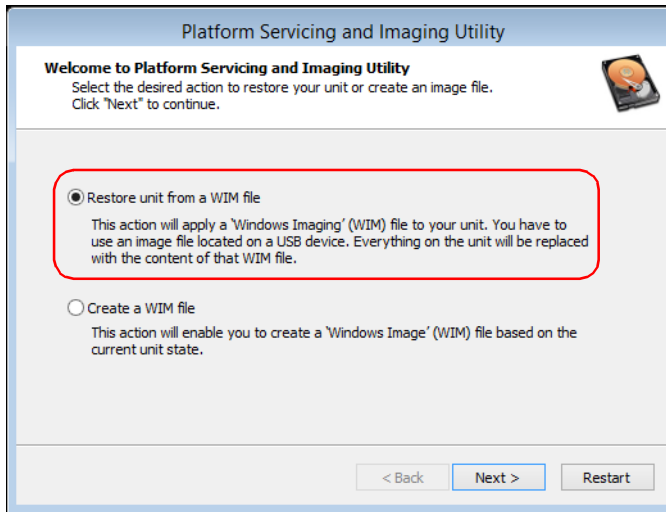 Platform Servicing and Imaging Utility
Welcome to Platform Servicing and Imaging Utility
Select the desired action to restore your unit or create an image file.
Click "Next" to continue.
Restore unit from a WIM file
This action will apply a 'Windows Imaging' (WIM) file to your unit. You have to
use an image file located on a USB device. Everything on the unit will be replaced
with the content of that WIM file.
Create a WIM file
This action will enable you to create a 'Windows Image' (WIM) file based on the
current unit state.
< Back Next > Restart